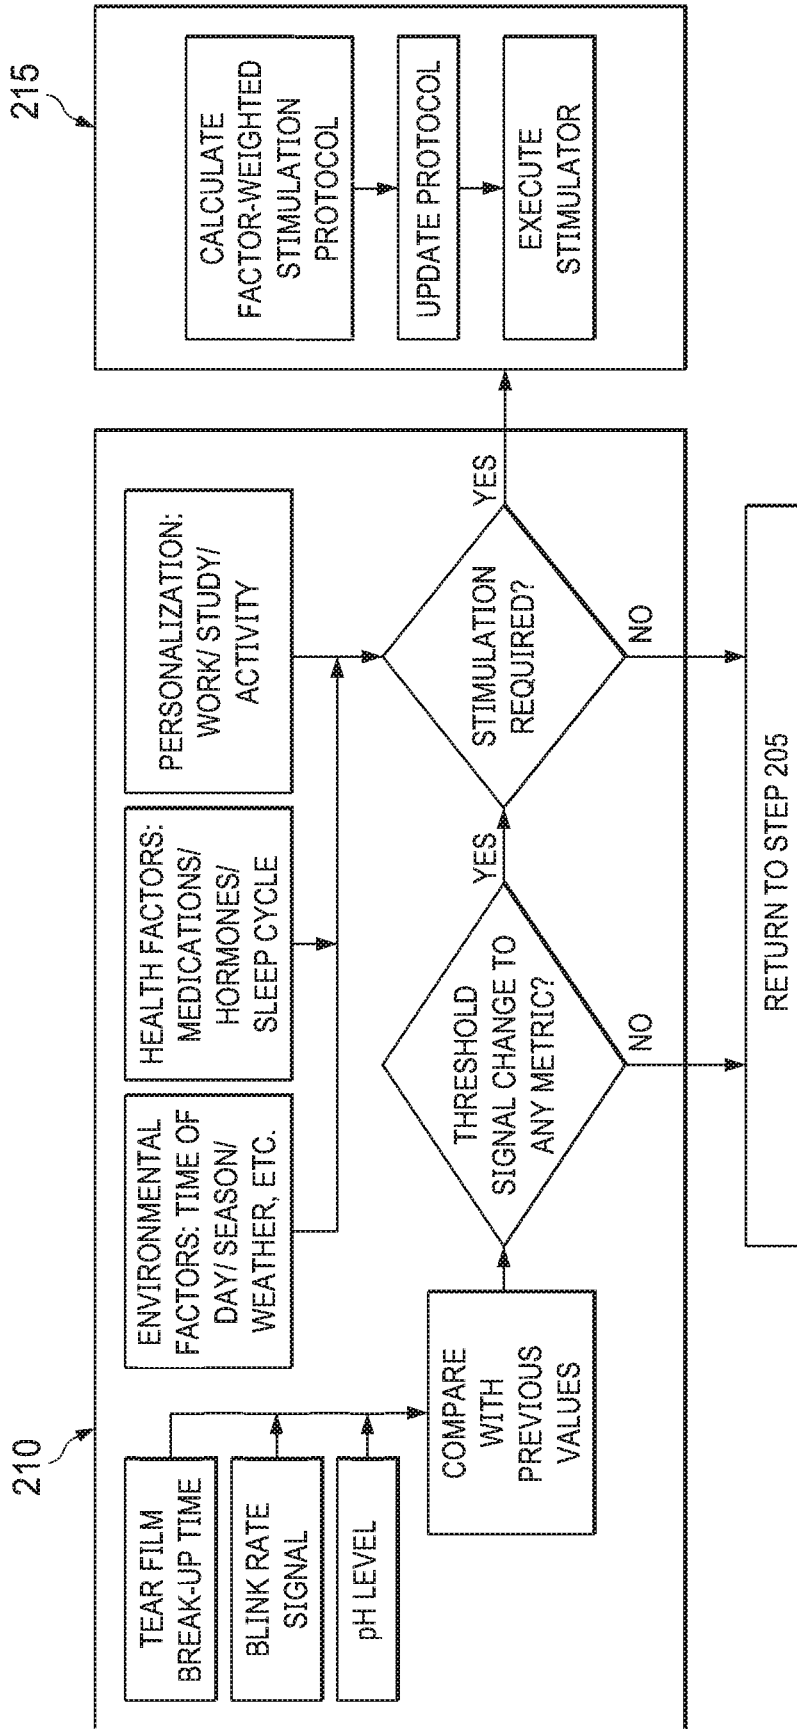 210
TEAR FILM
BREAK-UP TIME
BLINK RATE
SIGNAL
pH LEVEL
ENVIRONMENTAL
FACTORS: TIME OF
DAY/ SEASON/
WEATHER, ETC.
HEALTH FACTORS:
MEDICATIONS/
HORMONES/
SLEEP CYCLE
PERSONALIZATION:
WORK/ STUDY/
ACTIVITY
COMPARE
WITH
PREVIOUS
VALUES
THRESHOLD
SIGNAL CHANGE TO
ANY METRIC?
YES
NO
STIMULATION
REQUIRED?
YES
NO
RETURN TO STEP 205
215
CALCULATE
FACTOR-WEIGHTED
STIMULATION
PROTOCOL
UPDATE PROTOCOL
EXECUTE
STIMULATOR